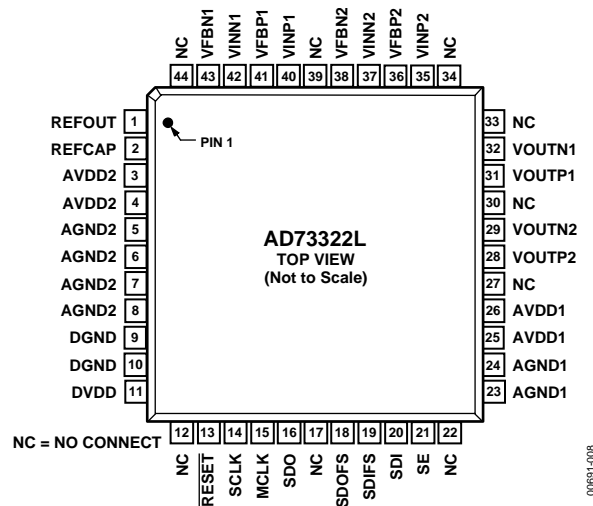 NC VFBN1 VINN1 VFBP1 VINP1 NC VFBN2 VINN2 VFBP2 VINP2 NC
44 43 42 41 40 39 38 37 36 35 34
REFOUT 1
REFCAP 2
AVDD2 3
AVDD2 4
AGND2 5
AGND2 6
AGND2 7
AGND2 8
DGND 9
DGND 10
DVDD 11
PIN 1
AD73322L
TOP VIEW
(Not to Scale)
33 NC
32 VOUTN1
31 VOUTP1
30 NC
29 VOUTN2
28 VOUTP2
27 NC
26 AVDD1
25 AVDD1
24 AGND1
23 AGND1
12 13 14 15 16 17 18 19 20 21 22
NC RESET SCLK MCLK SDO NC SDOFS SDIFS SDI SE NC
NC = NO CONNECT
00691-008